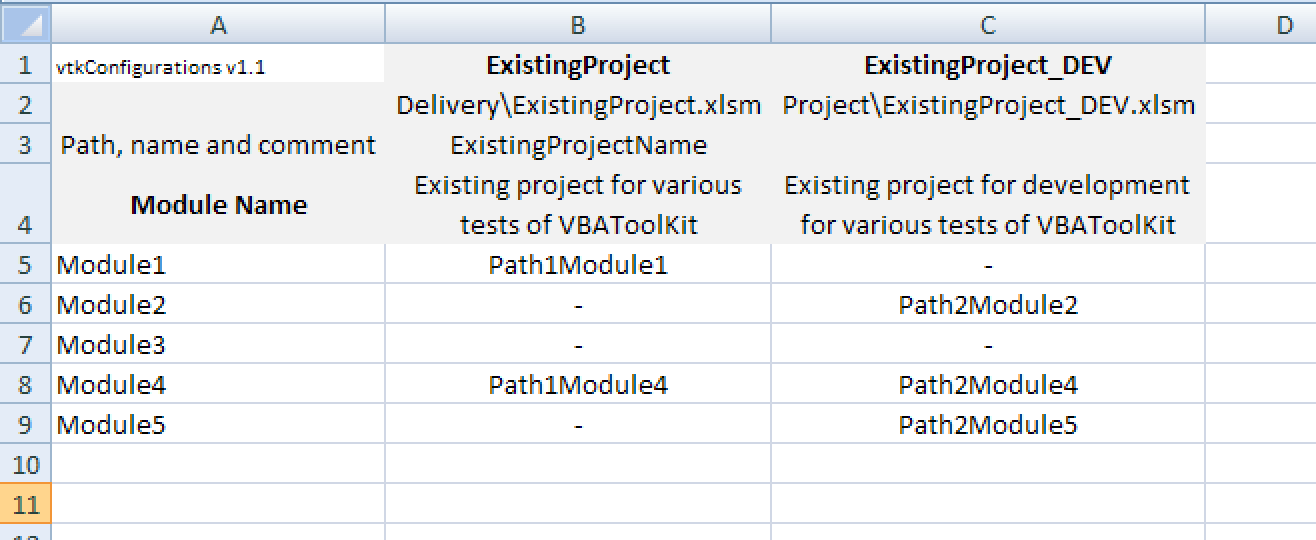 A B C D
1 vtkConfigurations v1.1 ExistingProject ExistingProject_DEV
2 Delivery\ExistingProject.xlsm Project\ExistingProject_DEV.xlsm
3 Path, name and comment ExistingProjectName
Existing project for various Existing project for development
Module Name
4 tests of VBAToolKit for various tests of VBAToolKit
5 Module1 Path1Module1 -
6 Module2 - Path2Module2
7 Module3 - -
8 Module4 Path1Module4 Path2Module4
9 Module5 - Path2Module5
10
11